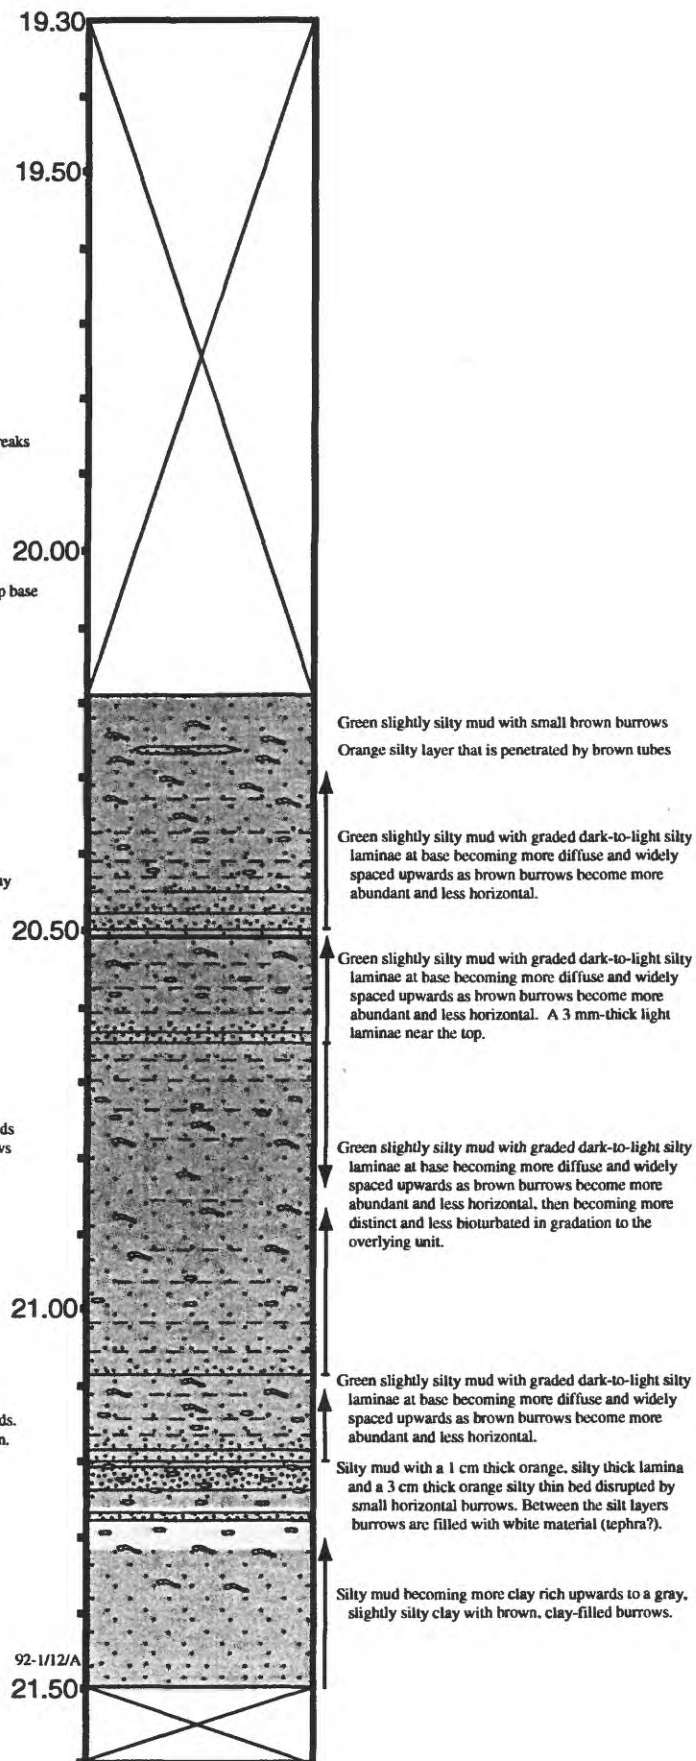 19.30
19.50
reaks
20.00
p base
Green slightly silty mud with small brown burrows
Orange silty layer that is penetrated by brown tubes
Green slightly silty mud with graded dark-to-light silty
laminae at base becoming more diffuse and widely
spaced upwards as brown burrows become more
abundant and less horizontal.
20.50
Green slightly silty mud with graded dark-to-light silty
laminae at base becoming more diffuse and widely
spaced upwards as brown burrows become more
abundant and less horizontal. A 3 mm-thick light
laminae near the top.
ds
ws
Green slightly silty mud with graded dark-to-light silty
laminae at base becoming more diffuse and widely
spaced upwards as brown burrows become more
abundant and less horizontal, then becoming more
distinct and less bioturbated in gradation to the
overlying unit.
21.00
ds.
n.
Green slightly silty mud with graded dark-to-light silty
laminae at base becoming more diffuse and widely
spaced upwards as brown burrows become more
abundant and less horizontal.
Silty mud with a 1 cm thick orange, silty thick lamina
and a 3 cm thick orange silty thin bed disrupted by
small horizontal burrows. Between the silt layers
burrows are filled with white material (tephra?).
Silty mud becoming more clay rich upwards to a gray,
slightly silty clay with brown, clay-filled burrows.
92-1/12/A
21.50